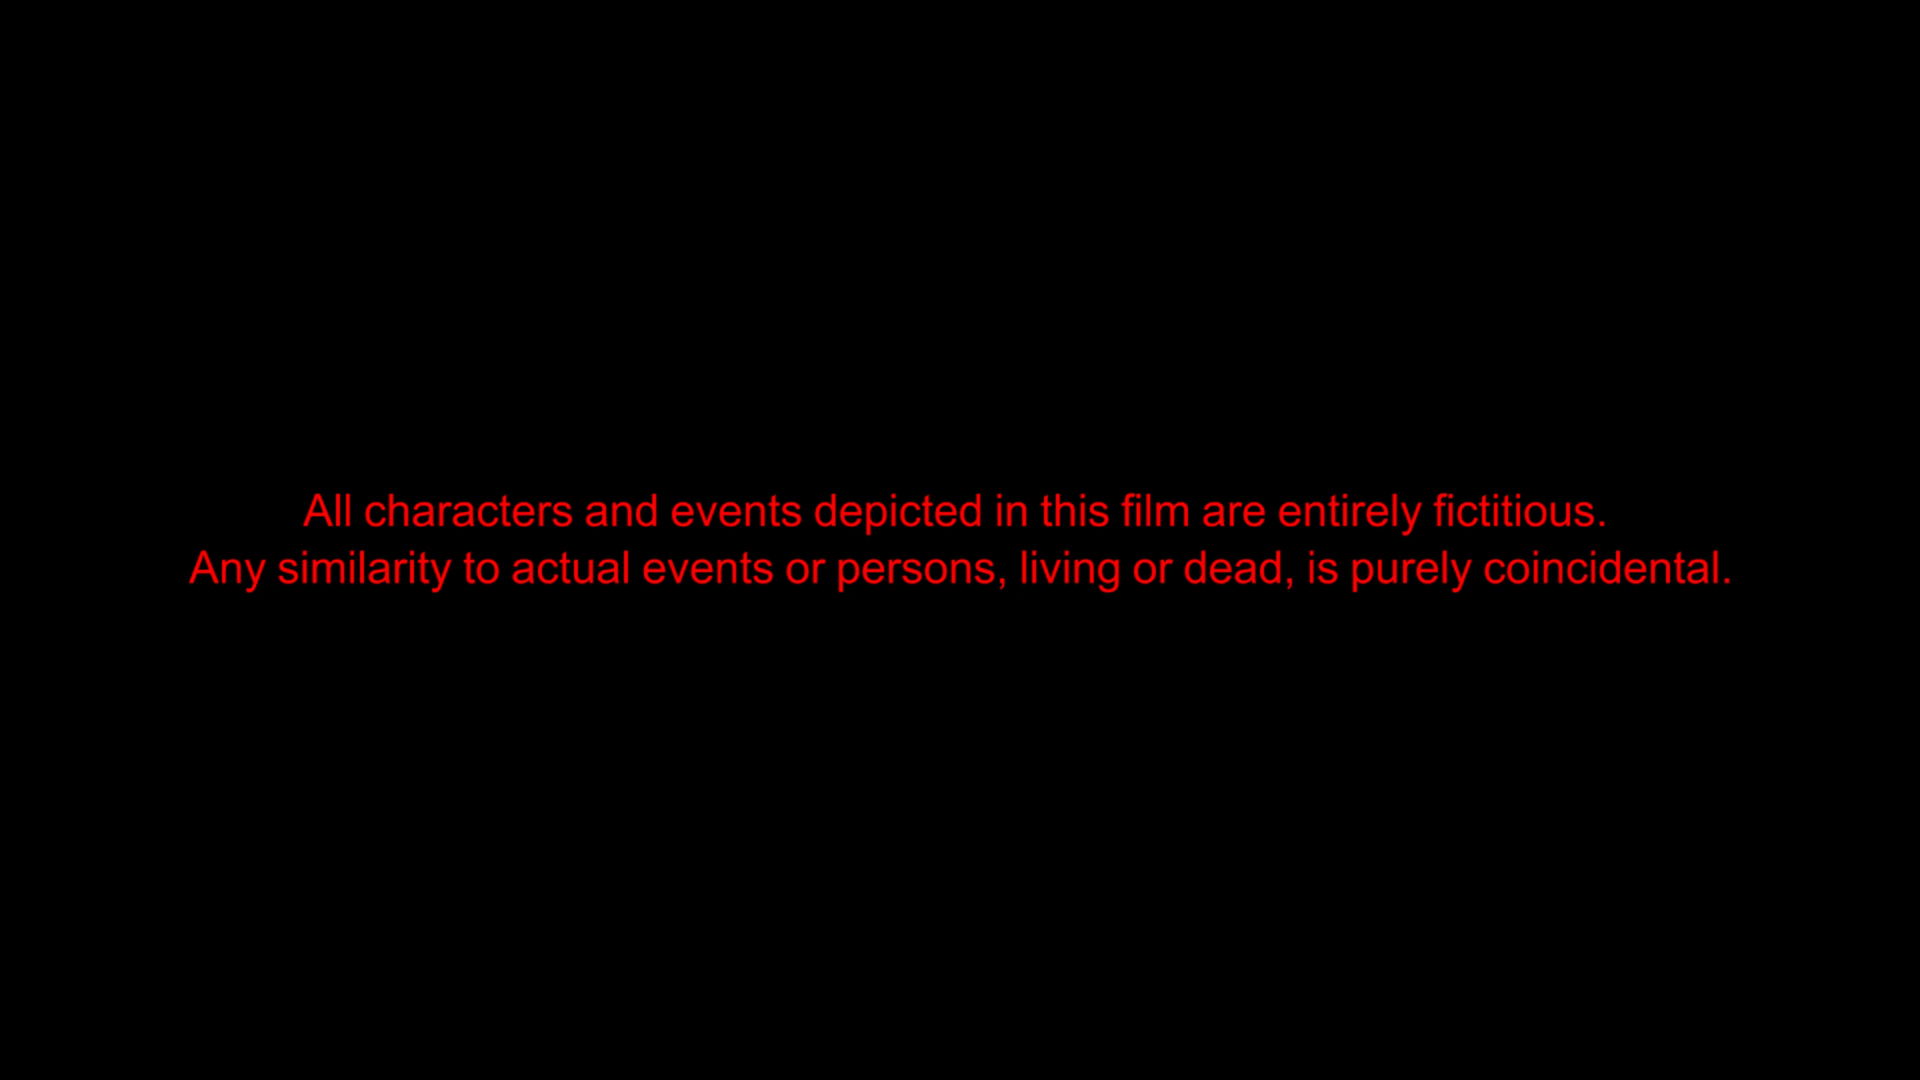 All characters and events depicted in this film are entirely fictitious.
Any similarity to actual events or persons, living or dead, is purely coincidental.